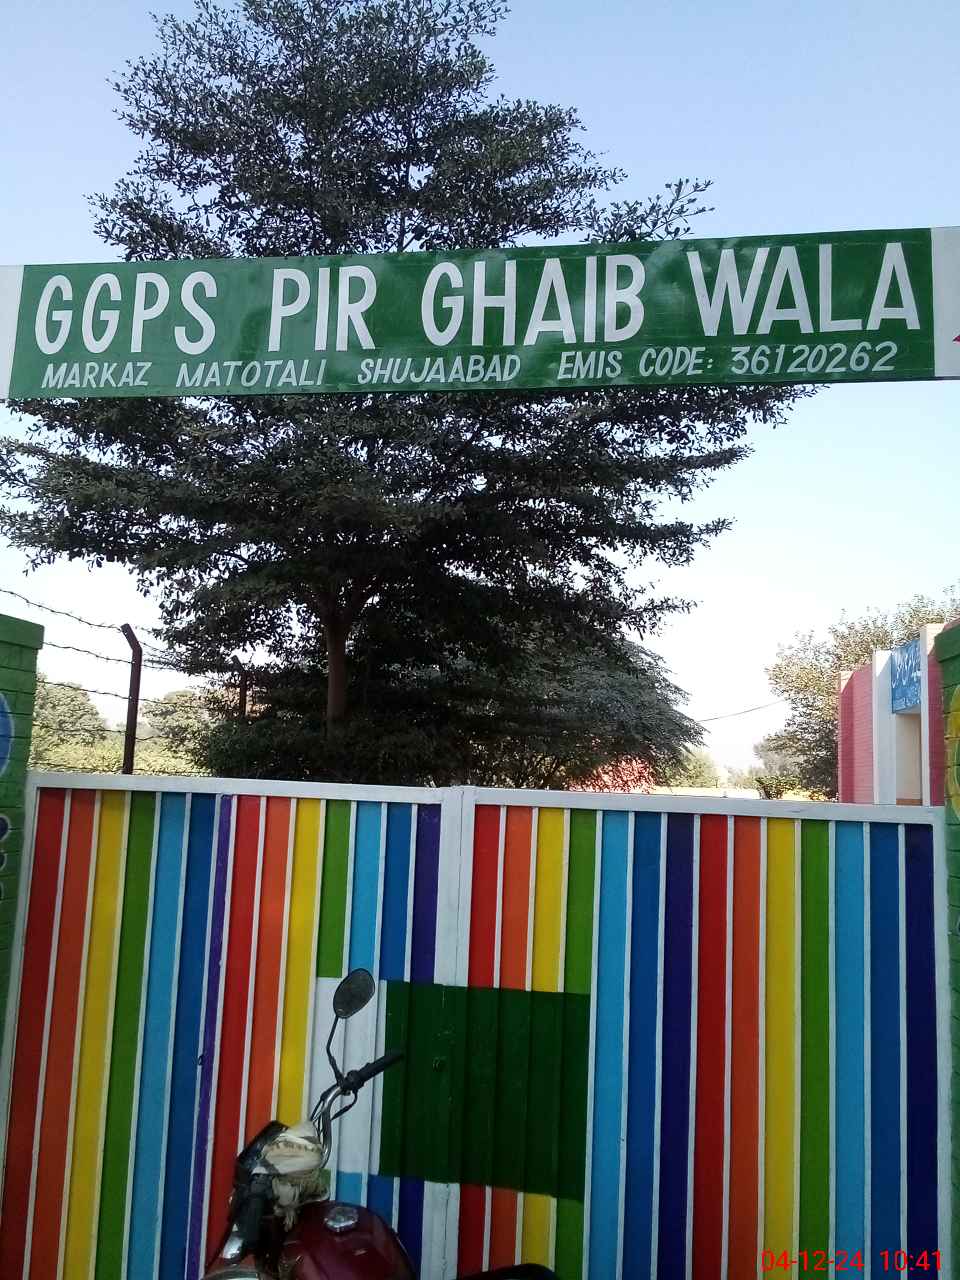 GGPS PIR GHAIB WALA
MARKAZ MATOTALI SHUJAABAD EMIS CODE: 36120262
04-12-24 10:41